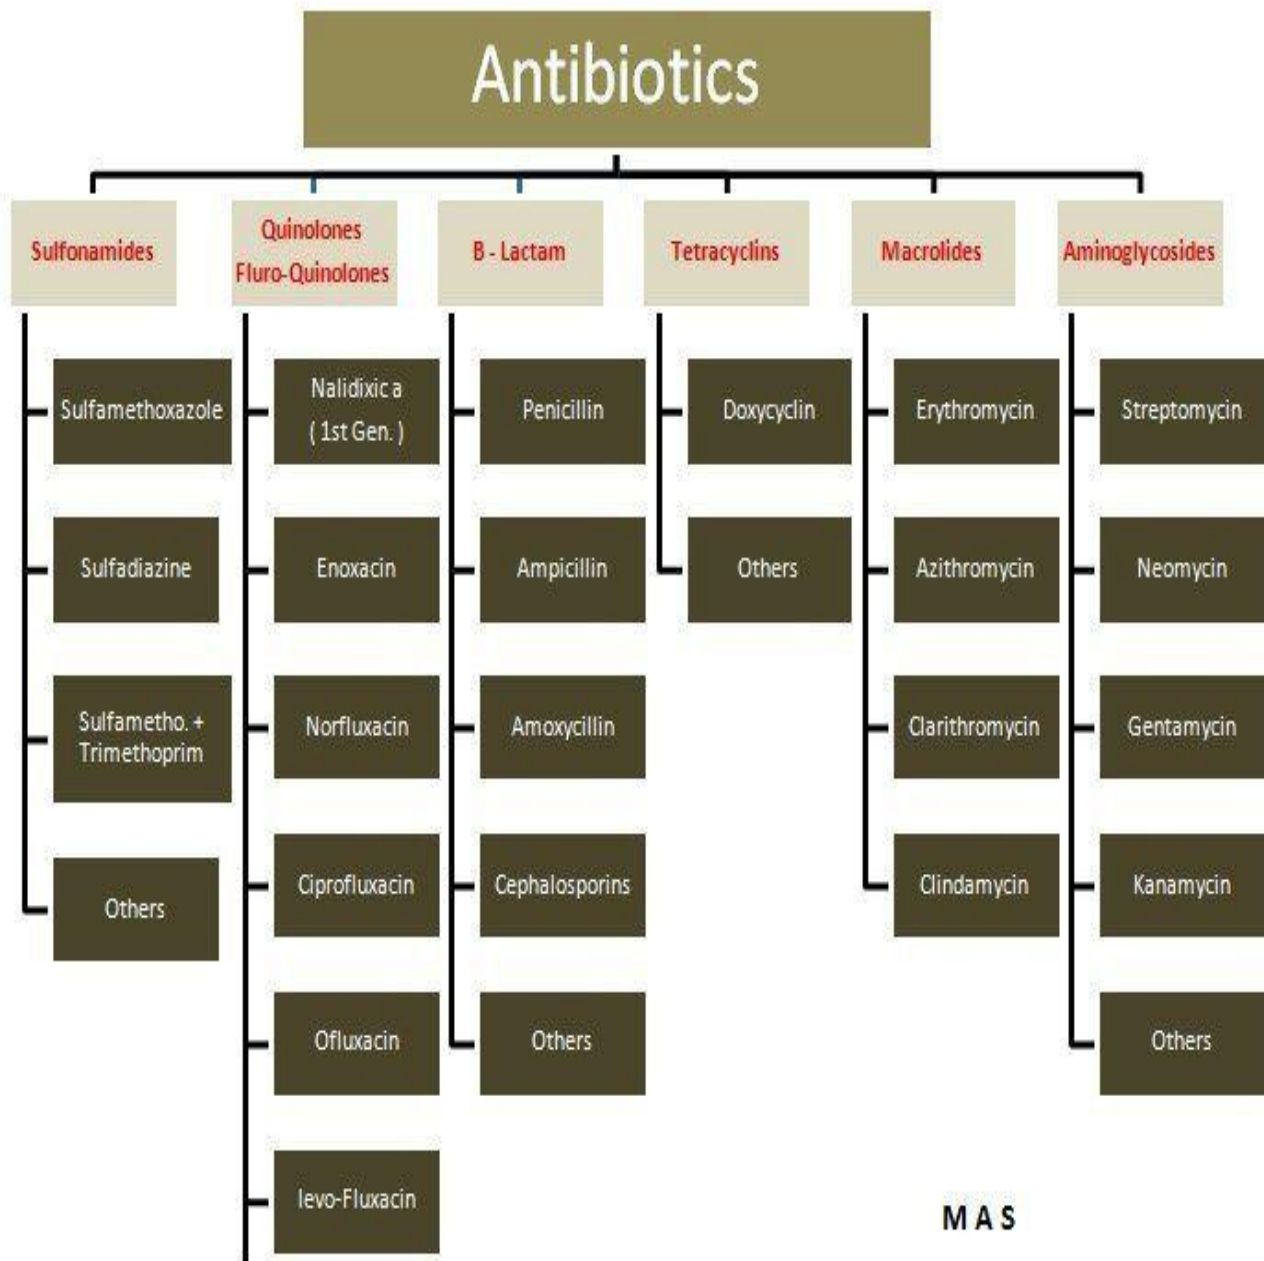 Antibiotics
Sulfonamides
Quinolones
Fluro-Quinolones
B - Lactam
Tetracyclins
Macrolides
Aminoglycosides
Sulfamethoxazole
Nalidixic a
( 1st Gen. )
Penicillin
Doxycyclin
Erythromycin
Streptomycin
Sulfadiazine
Enoxacin
Ampicillin
Others
Azithromycin
Neomycin
Sulfametho. +
Trimethoprim
Norfluxacin
Amoxycillin
Clarithromycin
Gentamycin
Others
Ciprofluxacin
Cephalosporins
Clindamycin
Kanamycin
Ofluxacin
Others
Others
levo-Fluxacin
M A S